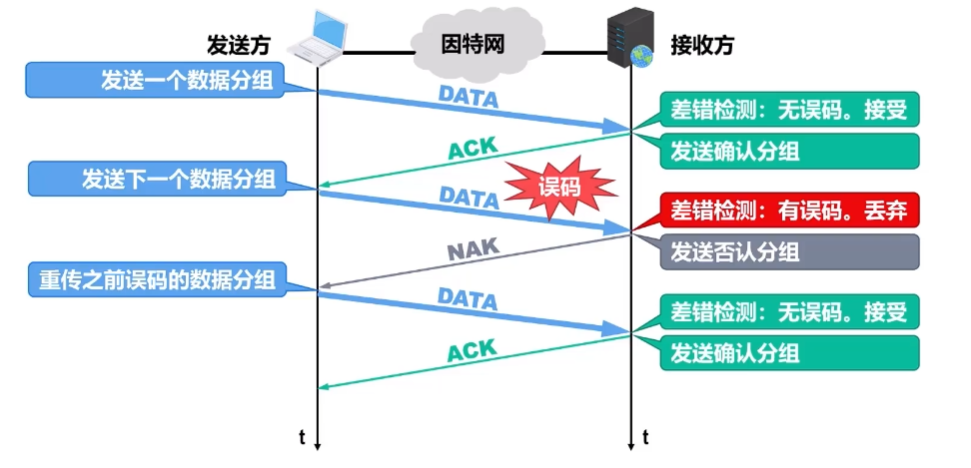 发送方
因特网
接收方
发送一个数据分组
DATA
差错检测：无误码。接受
ACK
发送确认分组
发送下一个数据分组
DATA
误码
差错检测：有误码。丢弃
NAK
发送否认分组
重传之前误码的数据分组
DATA
差错检测：无误码。接受
ACK
发送确认分组
t
t